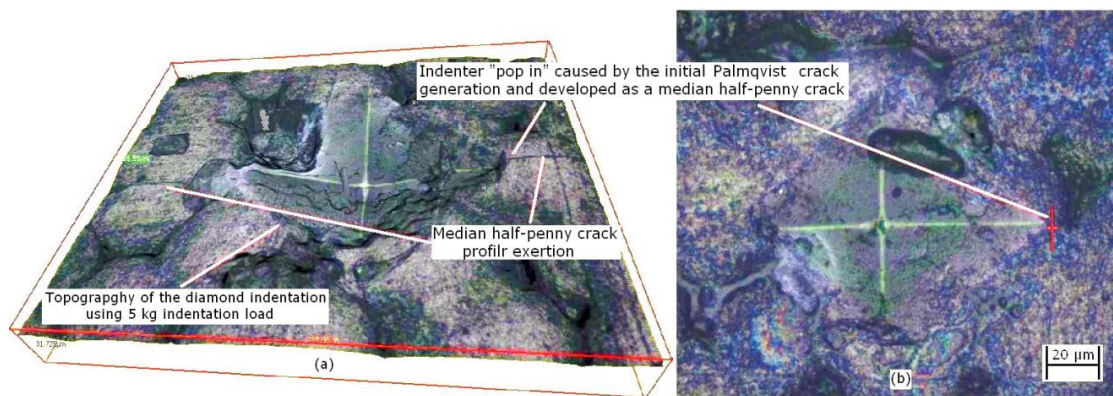 Indenter "pop in" caused by the initial Palmqvist crack
generation and developed as a median half-penny crack
Median half-penny crack
profilr exertion
Topograpghy of the diamond indentation
using 5 kg indentation load
(a)
(b)
20 μm